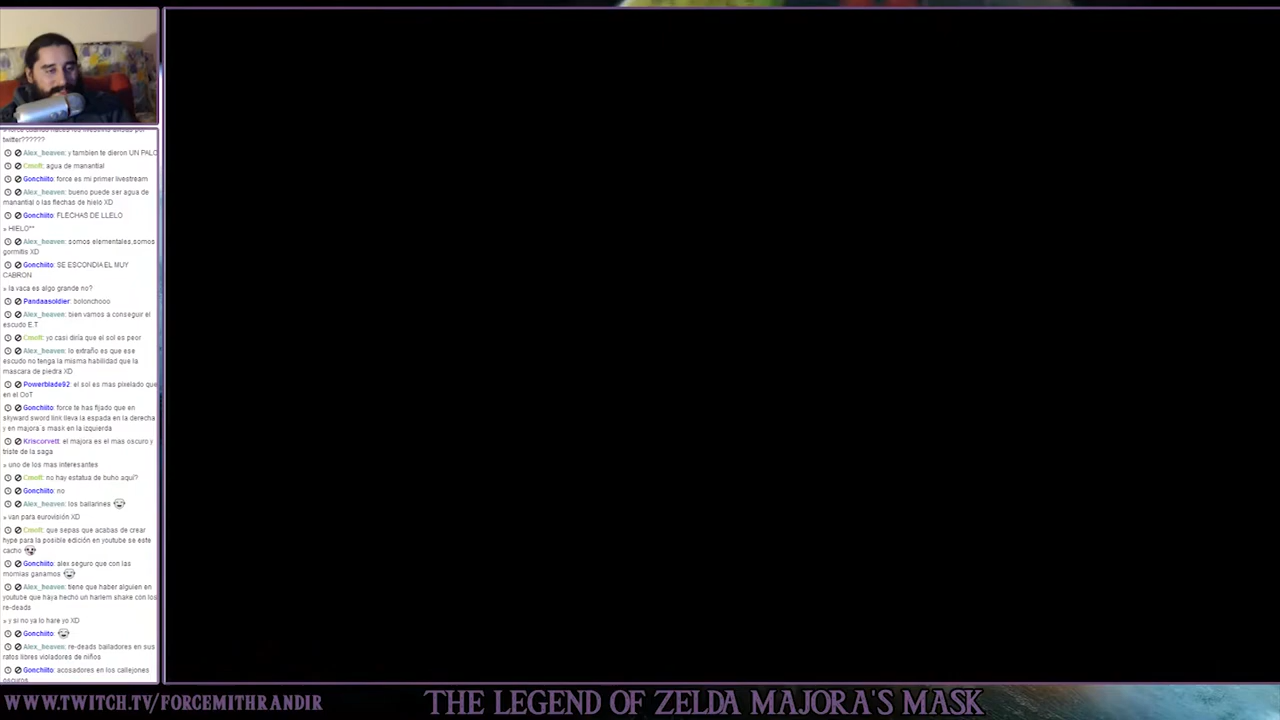 twitter??????
Alex_heaven: y tambien te dieron UN PALO
Cmoft: agua de manantial
Gonchiito: force es mi primer livestream
Alex_heaven: bueno puede ser agua de
manantial o las flechas de hielo XD
Gonchiito: FLECHAS DE LLELO
» HIELO**
Alex_heaven: somos elementales,somos
gormitis XD
Gonchiito: SE ESCONDIA EL MUY
CABRON
» la vaca es algo grande no?
Pandaasoldier: bolonchooo
Alex_heaven: bien vamos a conseguir el
escudo E.T
Cmoft: yo casi diría que el sol es peor
Alex_heaven: lo extraño es que ese
escudo no tenga la misma habilidad que la
mascara de piedra XD
Powerblade92: el sol es mas pixelado que
en el OoT
Gonchiito: force te has fijado que en
skyward sword link lleva la espada en la derecha
y en majora's mask en la izquierda
Kriscorvett: el majora es el mas oscuro y
triste de la saga
» uno de los mas interesantes
Cmoft: no hay estatua de buho aquí?
Gonchiito: no
Alex_heaven: los bailarines
» van para eurovisión XD
Cmoft: que sepas que acabas de crear
hype para la posible edición en youtube se este
cacho
Gonchiito: alex seguro que con las
momias ganamos
Alex_heaven: tiene que haber alguien en
youtube que haya hecho un harlem shake con los
re-deads
» y si no ya lo hare yo XD
Gonchiito:
Alex_heaven: re-deads bailadores en sus
ratos libres violadores de niños
Gonchiito: acosadores en los callejones
oscuros
WWW.TWITCH.TV/FORCEMITHRANDIR
THE LEGEND OF ZELDA MAJORA'S MASK